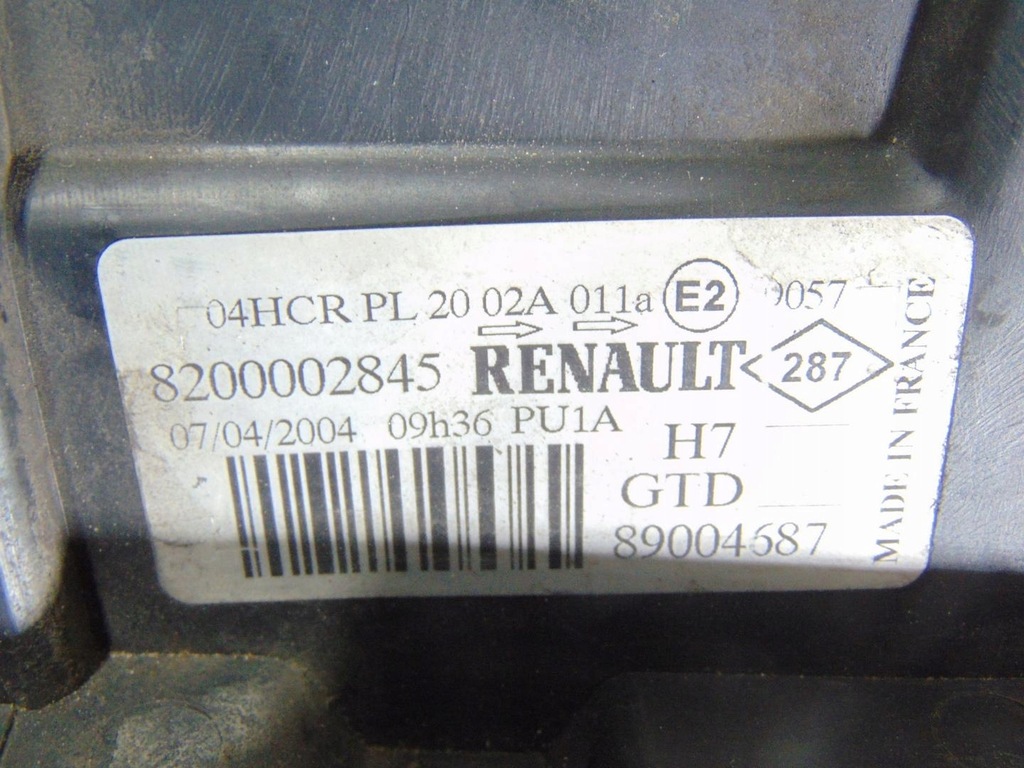 04HCR PL 20 02A 011a E2 9057
8200002845 RENAULT 287
07/04/2004 09h36 PU1A
H7
GTD
89004687
MADE IN FRANCE